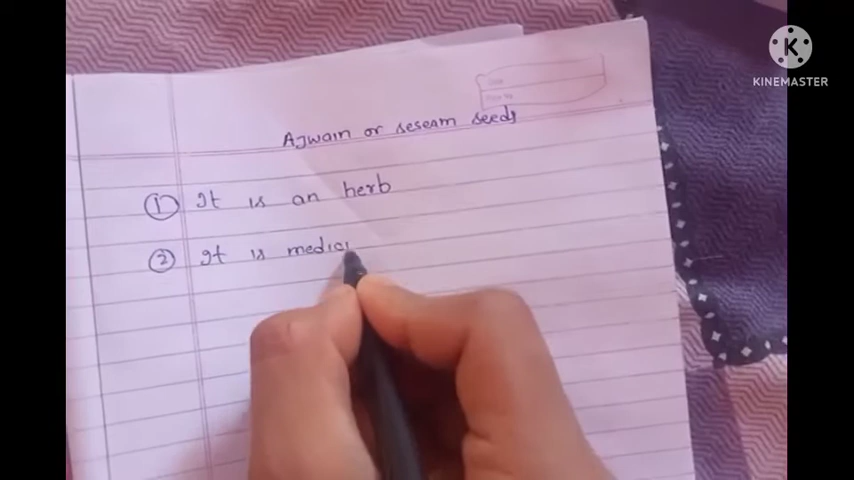 KINEMASTER
Ajwain or seseam seeds
① It is an herb
② It is medici